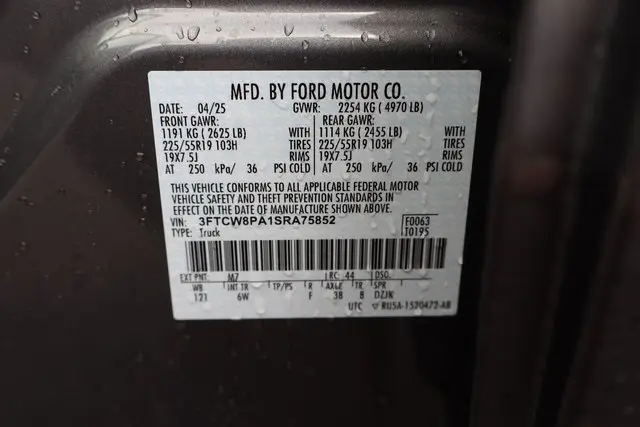 MFD. BY FORD MOTOR CO.
DATE: 04/25 GVWR: 2254 KG ( 4970 LB)
FRONT GAWR: REAR GAWR:
1191 KG ( 2625 LB) WITH 1114 KG ( 2455 LB) WITH
225/55R19 103H TIRES 225/55R19 103H TIRES
19X7.5J RIMS 19X7.5J RIMS
AT 250 kPa/ 36 PSI COLD AT 250 kPa/ 36 PSI COLD
THIS VEHICLE CONFORMS TO ALL APPLICABLE FEDERAL MOTOR
VEHICLE SAFETY AND THEFT PREVENTION STANDARDS IN
EFFECT ON THE DATE OF MANUFACTURE SHOWN ABOVE.
VIN: 3FTCW8PA1SRA75852 F0063
TYPE: Truck T0195
EXT PNT: M7 RC: 44 DSO:
WB INT TR TP/PS R AXLE TR SPR
121 6W F 38 8 DZJK
UTC RU5A-1520472-AB